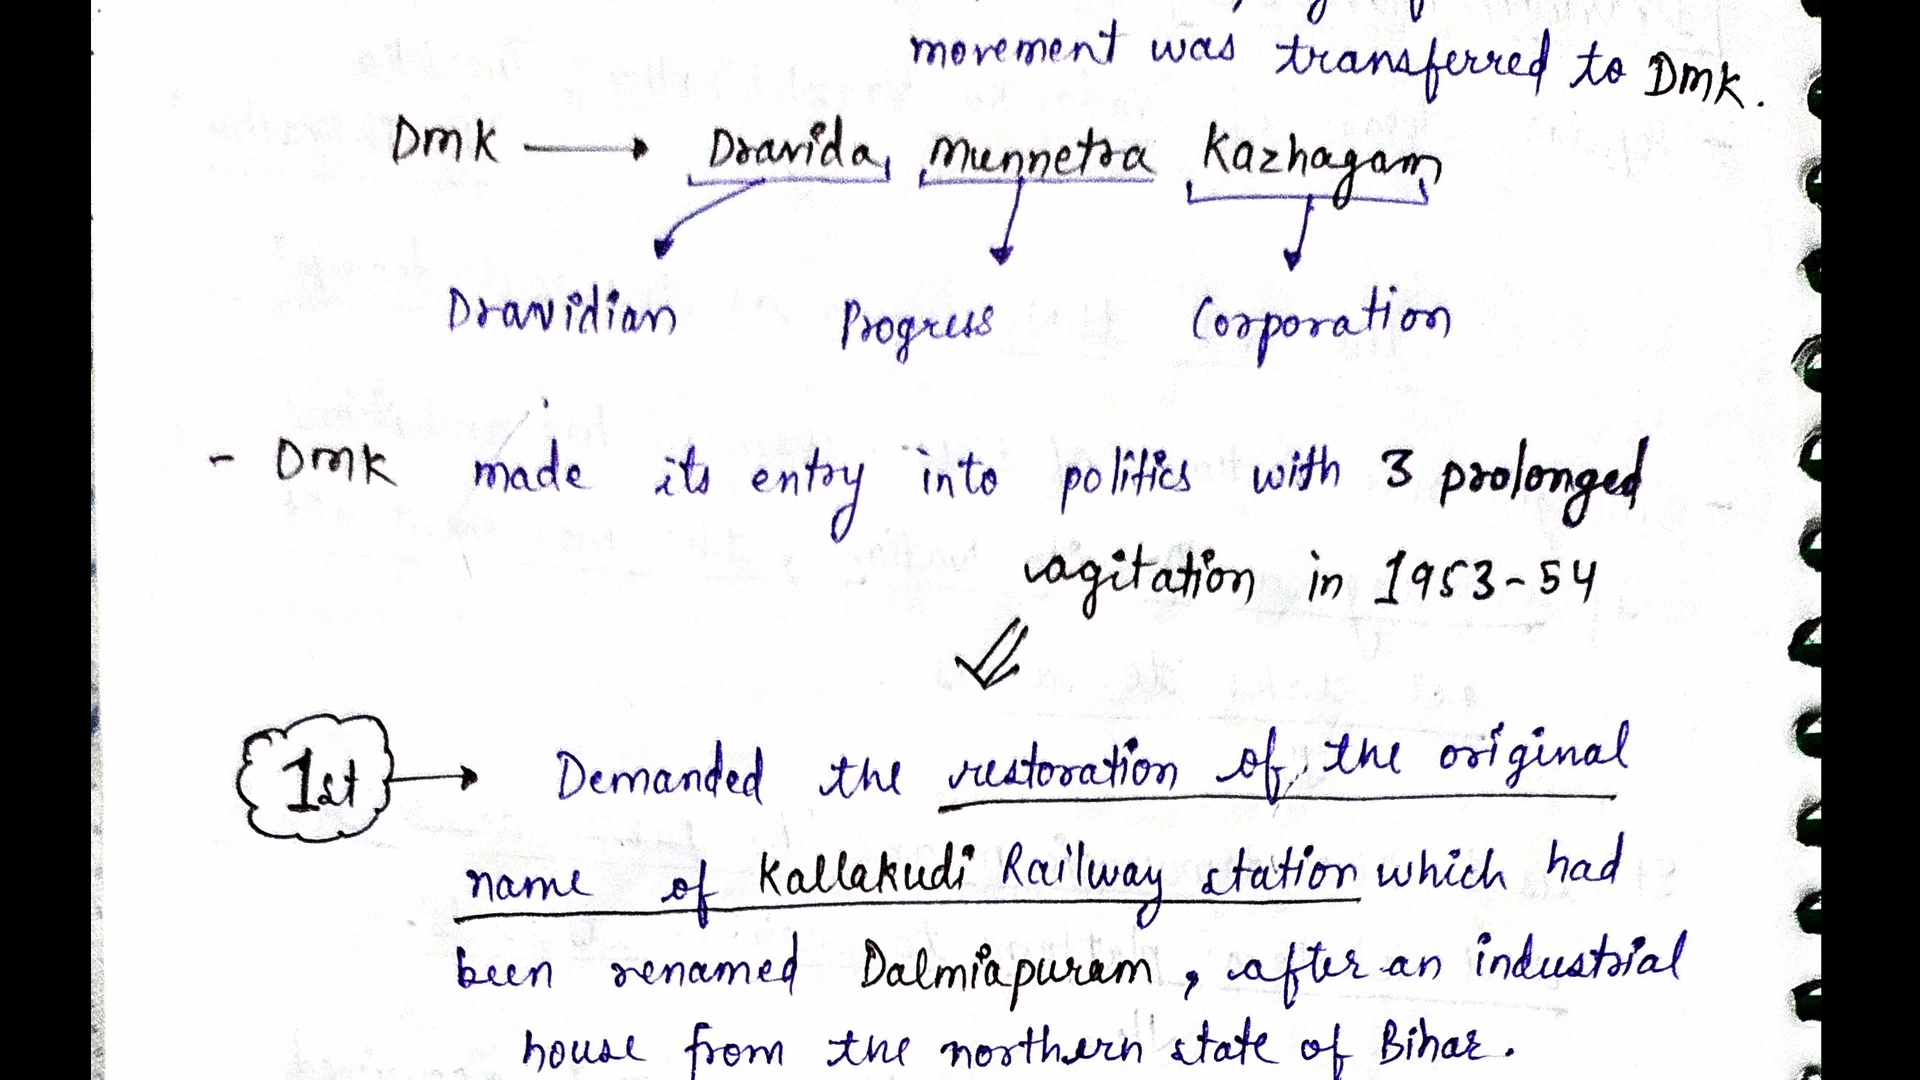 movement was transferred to DMK.
DMK → Dravida Munnetra Kazhagam
Dravidian Progress Corporation
- DMK made its entry into politics with 3 prolonged
agitation in 1953-54
1st → Demanded the restoration of the original
name of Kallakudi Railway station which had
been renamed Dalmiapuram, after an industrial
house from the northern state of Bihar.